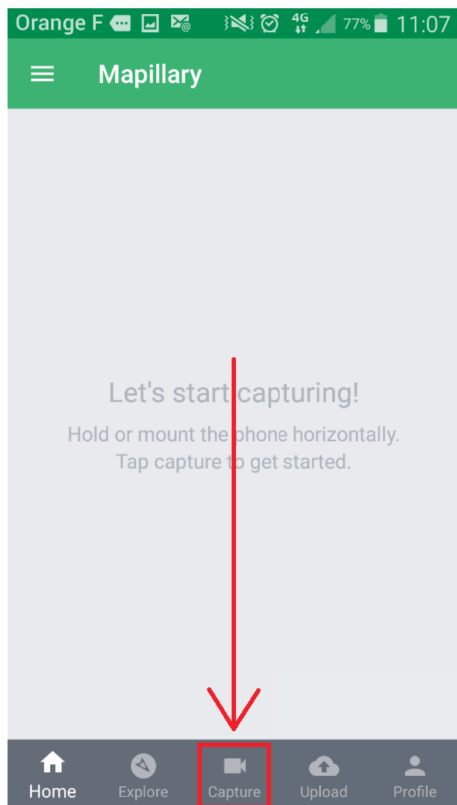 Orange F 4G 77% 11:07
Mapillary
Let's start capturing!
Hold or mount the phone horizontally.
Tap capture to get started.
Home Explore Capture Upload Profile